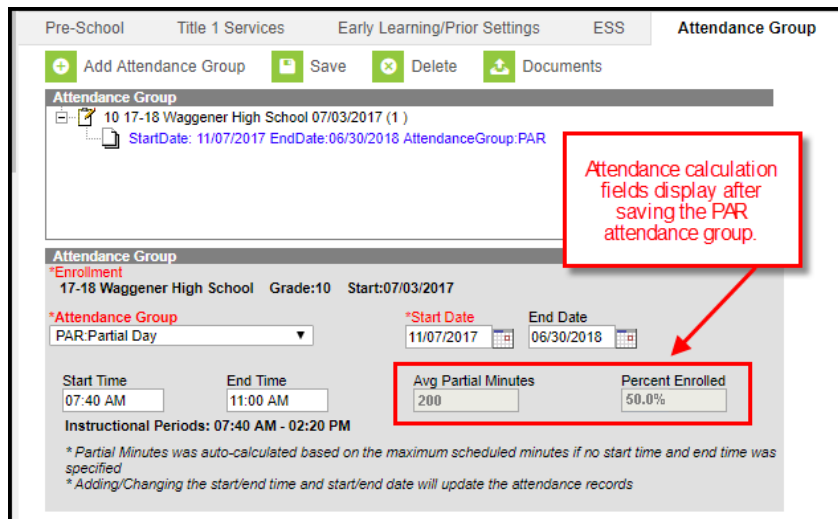 Pre-School Title 1 Services Early Learning/Prior Settings ESS Attendance Group
Add Attendance Group Save Delete Documents
Attendance Group
10 17-18 Waggener High School 07/03/2017 (1 )
StartDate: 11/07/2017 EndDate:06/30/2018 AttendanceGroup:PAR
Attendance calculation
fields display after
saving the PAR
attendance group.
Attendance Group
*Enrollment
17-18 Waggener High School Grade:10 Start:07/03/2017
*Attendance Group *Start Date End Date
PAR:Partial Day 11/07/2017 06/30/2018
Start Time End Time Avg Partial Minutes Percent Enrolled
07:40 AM 11:00 AM 200 50.0%
Instructional Periods: 07:40 AM - 02:20 PM
* Partial Minutes was auto-calculated based on the maximum scheduled minutes if no start time and end time was
specified
* Adding/Changing the start/end time and start/end date will update the attendance records